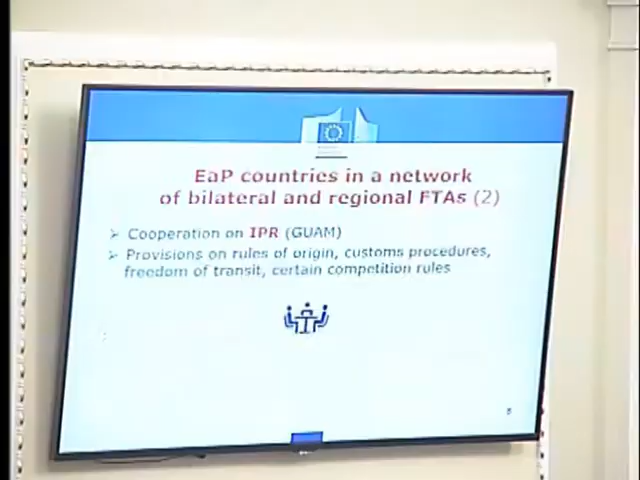 EaP countries in a network
of bilateral and regional FTAs (2)
➢ Cooperation on IPR (GUAM)
➢ Provisions on rules of origin, customs procedures,
freedom of transit, certain competition rules